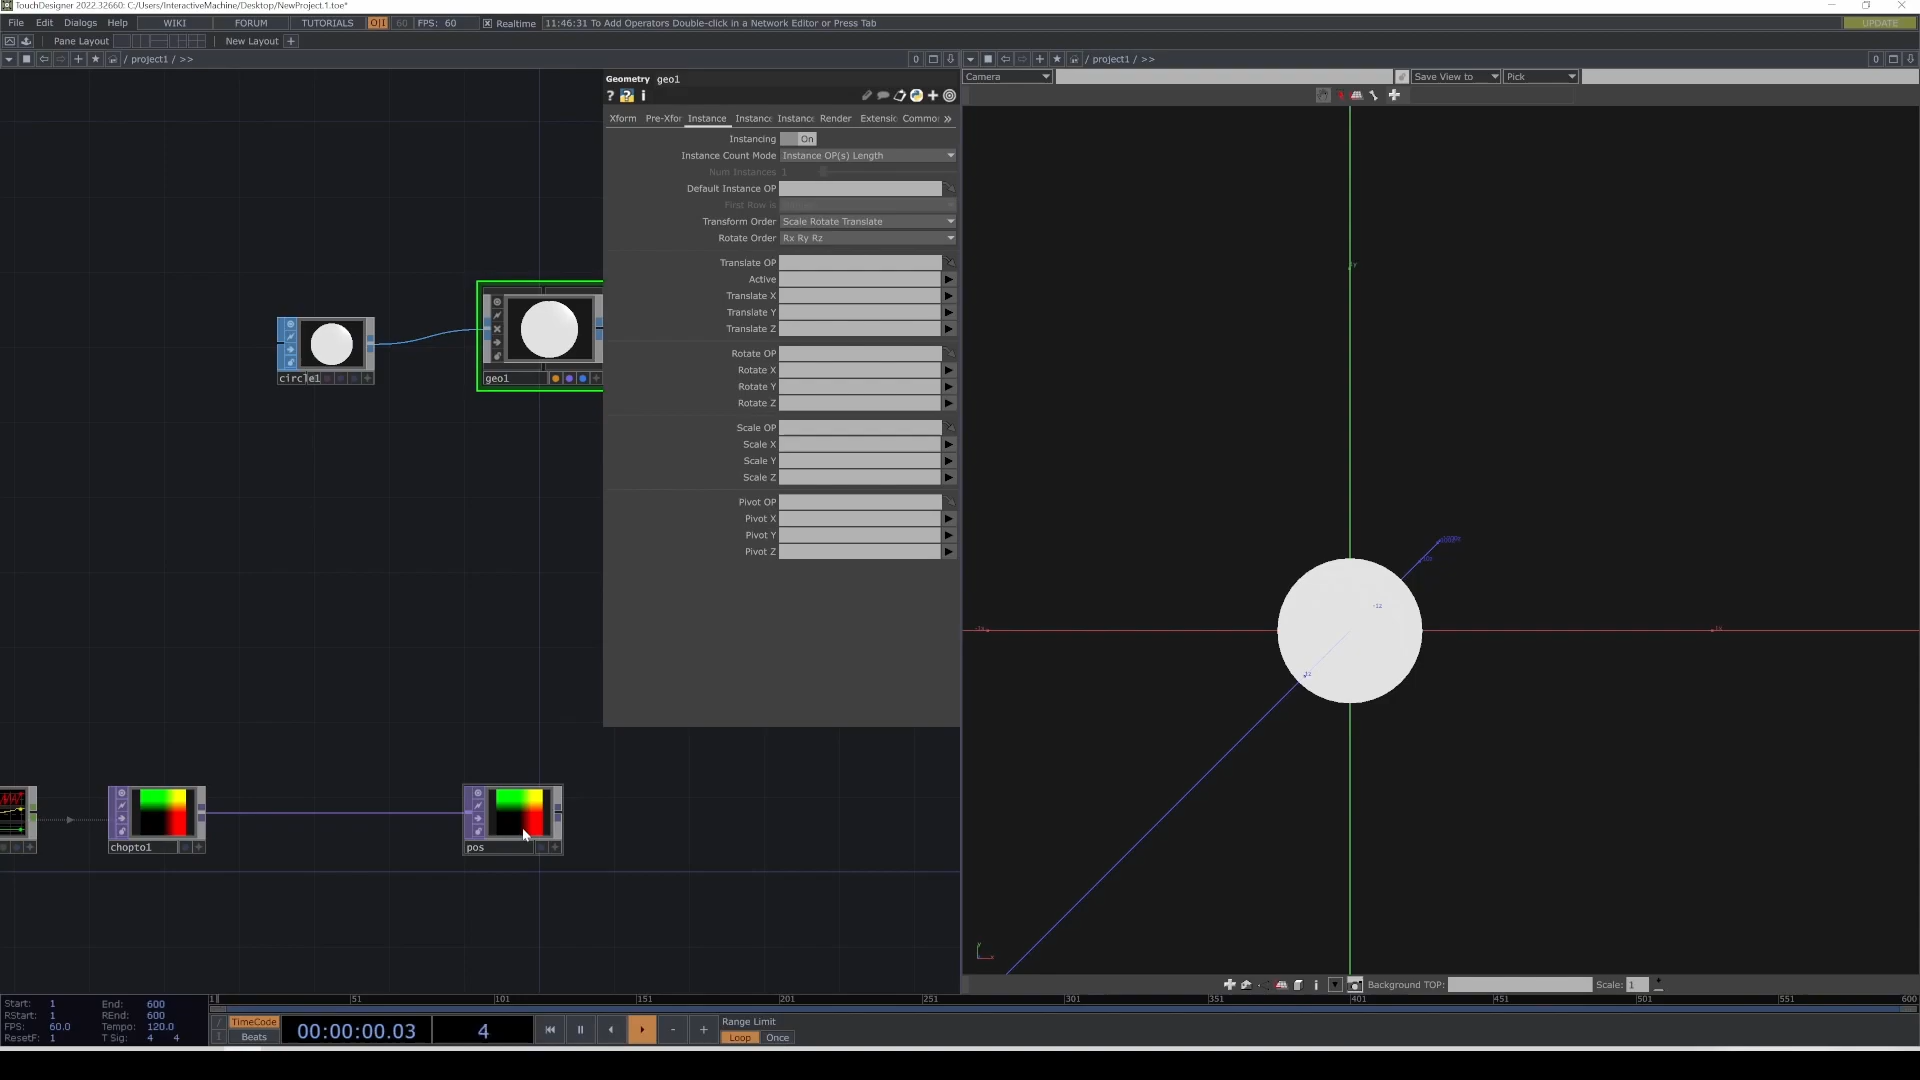 TouchDesigner 2022.32660: C:/Users/InteractiveMachine/Desktop/NewProject.1.toe*
File Edit Dialogs Help WIKI FORUM TUTORIALS O|I 60 FPS: 60 Realtime 11:46:31 To Add Operators Double-click in a Network Editor or Press Tab UPDATE
Pane Layout New Layout +
/ project1 / >> 0
/ project1 / >> 0
Geometry geo1
Camera Save View to Pick
? ? i
Xform Pre-Xfor Instance Instanc Instanc Render Extensio Commo »
Instancing On
Instance Count Mode Instance OP(s) Length
Num Instances 1
Default Instance OP
First Row is
Transform Order Scale Rotate Translate
Rotate Order Rx Ry Rz
Translate OP
Active
Translate X
Translate Y
Translate Z
Rotate OP
Rotate X
Rotate Y
Rotate Z
Scale OP
Scale X
Scale Y
Scale Z
Pivot OP
Pivot X
Pivot Y
Pivot Z
circle1
geo1
chopto1
pos
Background TOP: Scale: 1
1 51 101 151 201 251 301 351 401 451 501 551 600
Start: 1 End: 600
RStart: 1 REnd: 600
FPS: 60.0 Tempo: 120.0
ResetF: 1 T Sig: 4 4
TimeCode
Beats
00:00:00.03
4
Range Limit
Loop Once